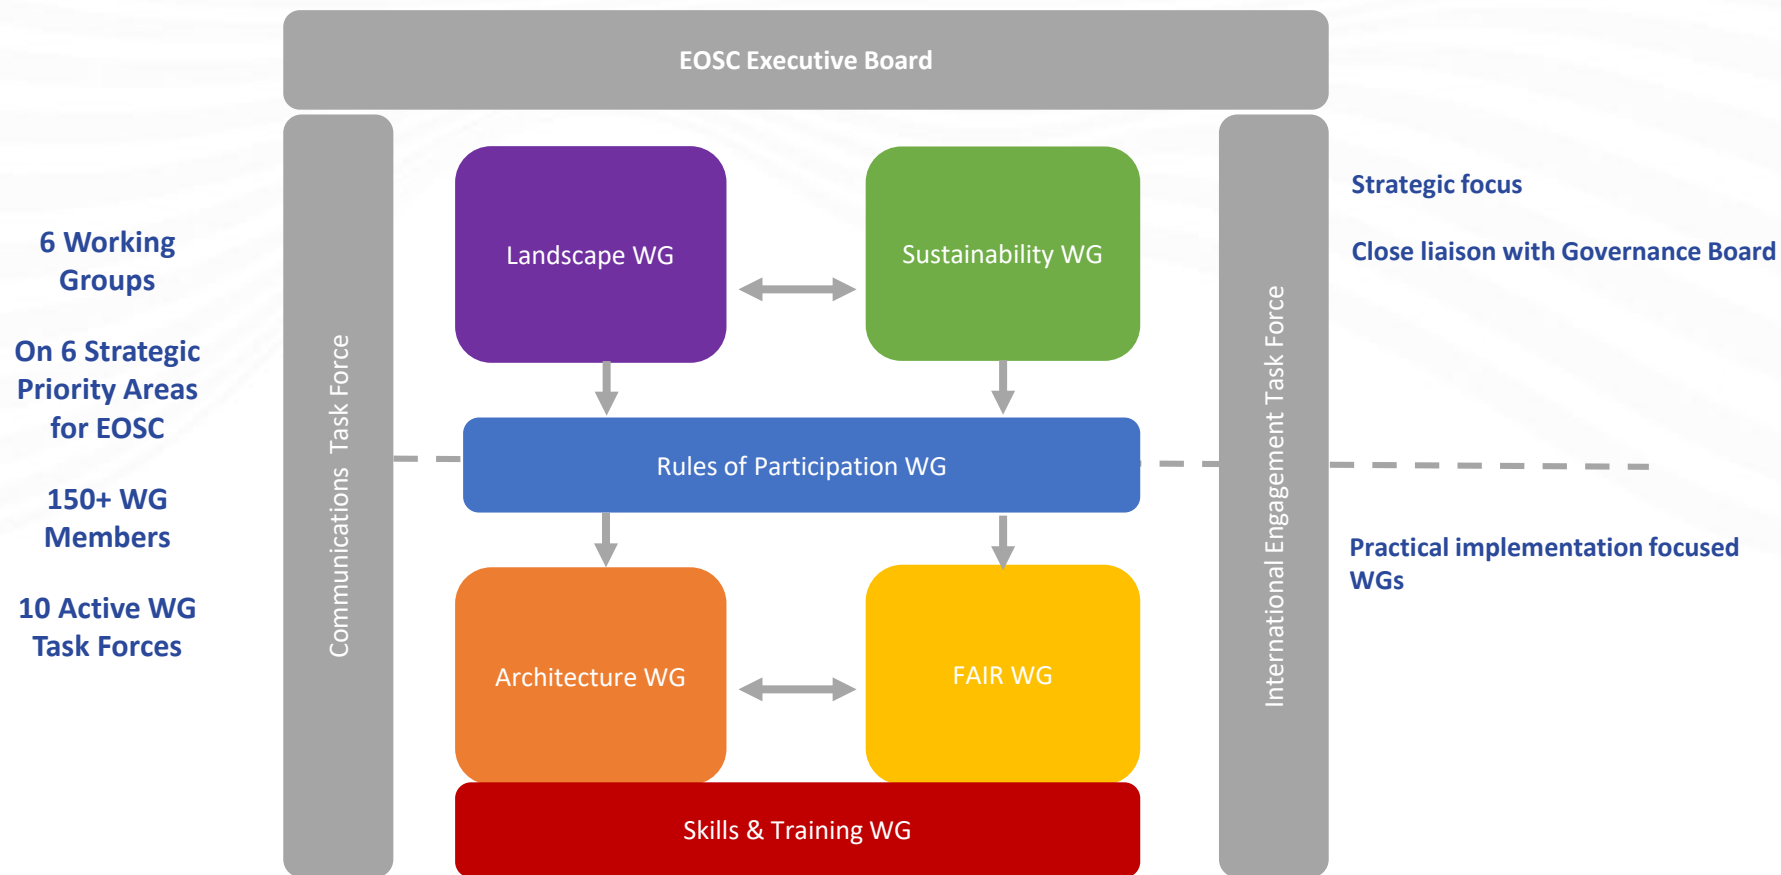 EOSC Executive Board
6 Working
Groups
On 6 Strategic
Priority Areas
for EOSC
150+ WG
Members
10 Active WG
Task Forces
Communications Task Force
Landscape WG
Sustainability WG
Rules of Participation WG
Architecture WG
FAIR WG
Skills & Training WG
International Engagement Task Force
Strategic focus
Close liaison with Governance Board
Practical implementation focused
WGs